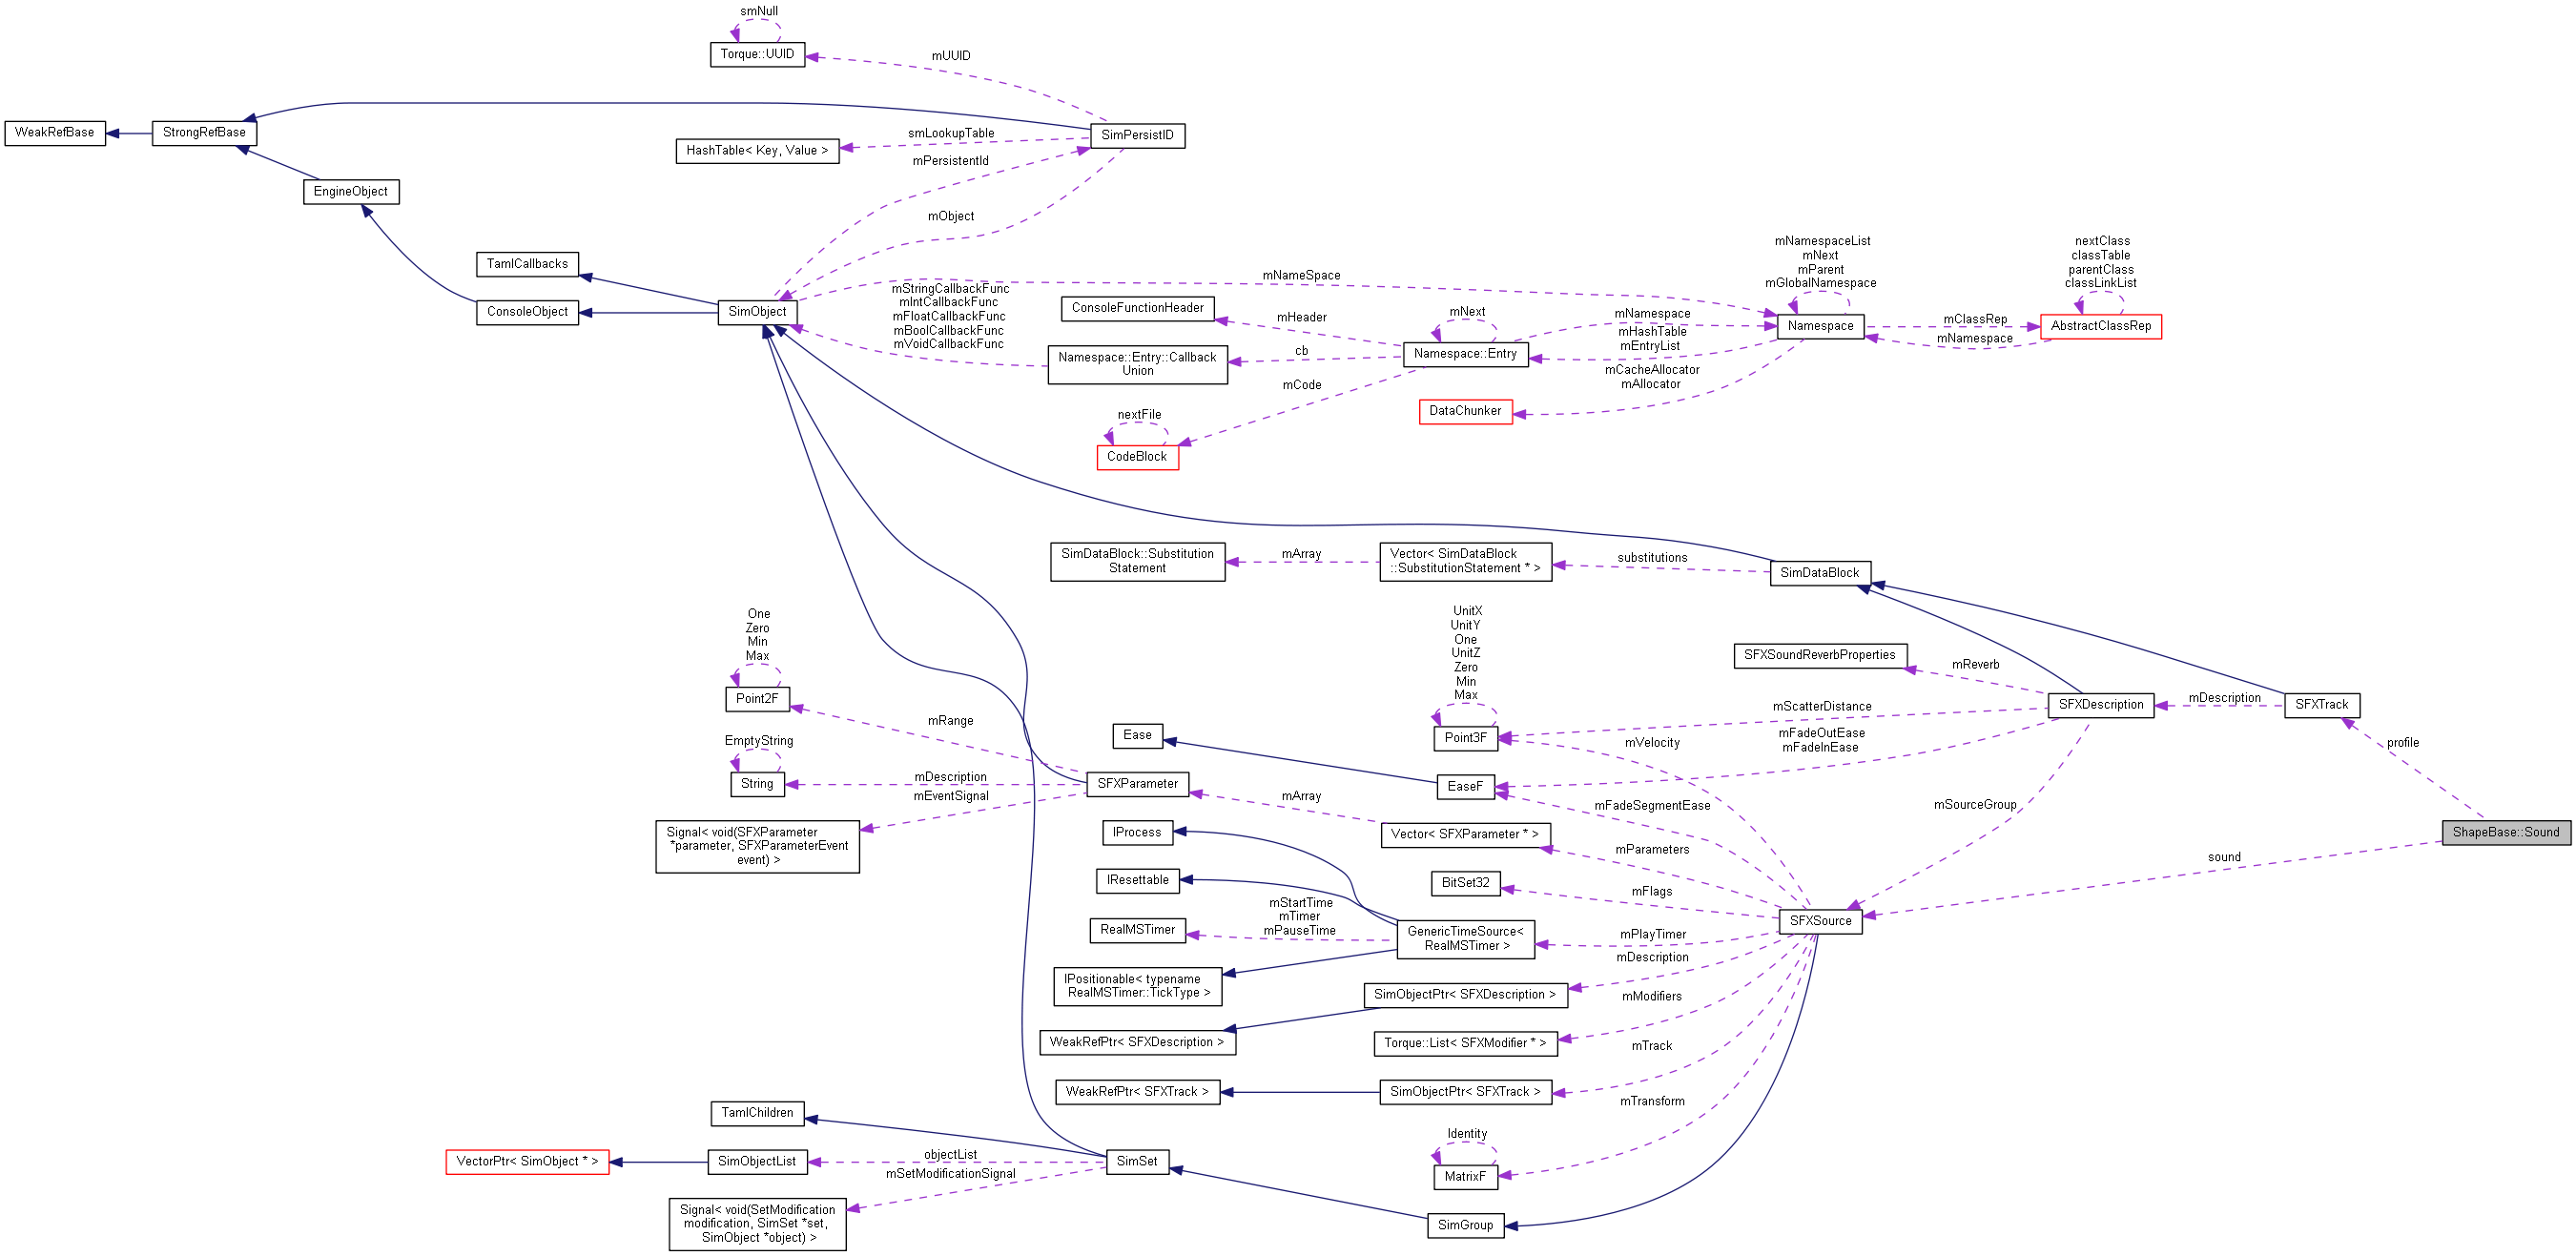 smNull
Torque::UUID
mUUID
WeakRefBase
StrongRefBase
SimPersistID
smLookupTable
HashTable< Key, Value >
mPersistentId
EngineObject
mObject
TamlCallbacks
ConsoleObject
SimObject
mNameSpace
mStringCallbackFunc
mIntCallbackFunc
mFloatCallbackFunc
mBoolCallbackFunc
mVoidCallbackFunc
ConsoleFunctionHeader
mHeader
Namespace::Entry::Callback
Union
cb
mNext
Namespace::Entry
mCode
nextFile
CodeBlock
mNamespace
mHashTable
mEntryList
mCacheAllocator
mAllocator
DataChunker
mNamespaceList
mNext
mParent
mGlobalNamespace
Namespace
mClassRep
mNamespace
nextClass
classTable
parentClass
classLinkList
AbstractClassRep
SimDataBlock::Substitution
Statement
mArray
Vector< SimDataBlock
::SubstitutionStatement * >
substitutions
SimDataBlock
One
Zero
Min
Max
Point2F
mRange
EmptyString
String
mDescription
mEventSignal
Signal< void(SFXParameter
*parameter, SFXParameterEvent
event) >
SFXParameter
UnitX
UnitY
One
UnitZ
Zero
Min
Max
Point3F
SFXSoundReverbProperties
mReverb
mScatterDistance
mVelocity
mFadeOutEase
mFadeInEase
SFXDescription
mDescription
SFXTrack
profile
Ease
EaseF
mFadeSegmentEase
mSourceGroup
ShapeBase::Sound
sound
mArray
Vector< SFXParameter * >
mParameters
IProcess
IResettable
BitSet32
mFlags
SFXSource
RealMSTimer
mStartTime
mTimer
mPauseTime
GenericTimeSource<
RealMSTimer >
mPlayTimer
mDescription
IPositionable< typename
RealMSTimer::TickType >
SimObjectPtr< SFXDescription >
mModifiers
WeakRefPtr< SFXDescription >
Torque::List< SFXModifier * >
mTrack
WeakRefPtr< SFXTrack >
SimObjectPtr< SFXTrack >
mTransform
TamlChildren
Identity
MatrixF
VectorPtr< SimObject * >
SimObjectList
objectList
mSetModificationSignal
SimSet
Signal< void(SetModification
modification, SimSet *set,
SimObject *object) >
SimGroup